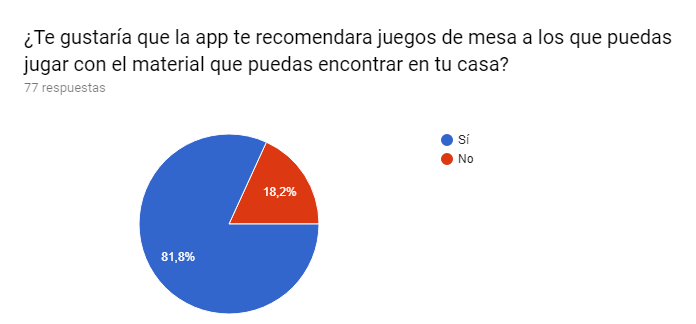 ¿Te gustaría que la app te recomendara juegos de mesa a los que puedas
jugar con el material que puedas encontrar en tu casa?
77 respuestas
Sí
No
18,2%
81,8%